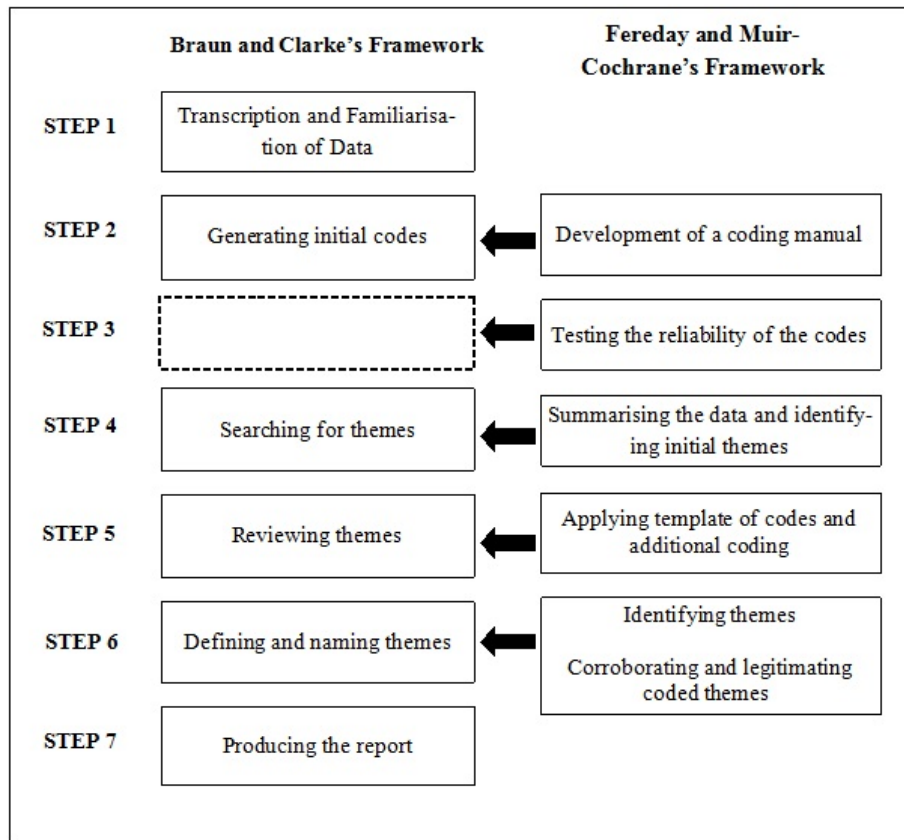 Braun and Clarke’s Framework
Fereday and Muir-
Cochrane’s Framework
STEP 1
Transcription and Familiarisa-
tion of Data
STEP 2
Generating initial codes
Development of a coding manual
STEP 3
Testing the reliability of the codes
STEP 4
Searching for themes
Summarising the data and identify-
ing initial themes
STEP 5
Reviewing themes
Applying template of codes and
additional coding
STEP 6
Defining and naming themes
Identifying themes
Corroborating and legitimating
coded themes
STEP 7
Producing the report